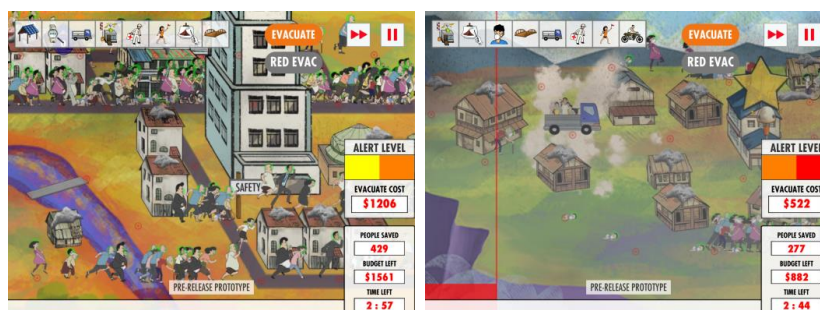 EVACUATE
RED EVAC
ALERT LEVEL
EVACUATE COST
$1206
SAFETY
PEOPLE SAVED
429
BUDGET LEFT
$1561
TIME LEFT
2 : 57
PRE-RELEASE PROTOTYPE
EVACUATE
RED EVAC
ALERT LEVEL
EVACUATE COST
$522
PEOPLE SAVED
277
BUDGET LEFT
$882
TIME LEFT
2 : 44
PRE-RELEASE PROTOTYPE